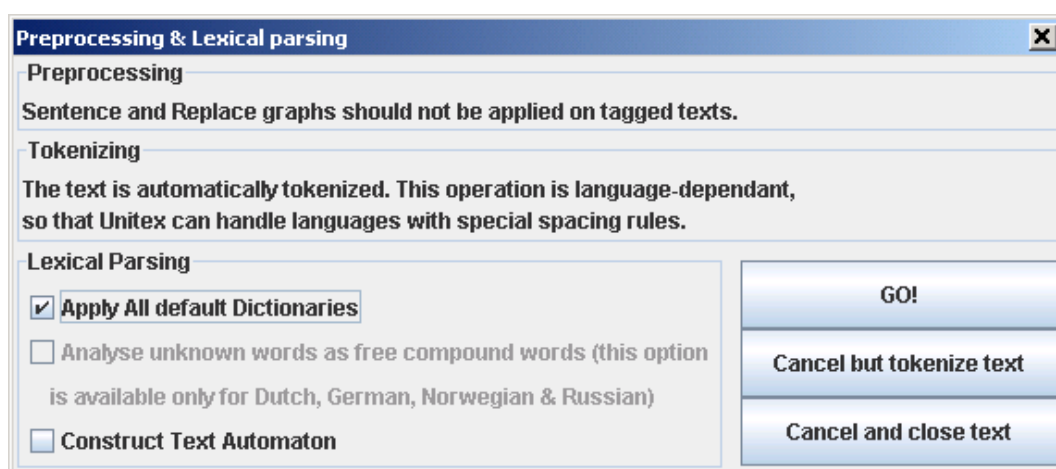 Preprocessing & Lexical parsing
Preprocessing
Sentence and Replace graphs should not be applied on tagged texts.
Tokenizing
The text is automatically tokenized. This operation is language-dependant,
so that Unitex can handle languages with special spacing rules.
Lexical Parsing
Apply All default Dictionaries
Analyse unknown words as free compound words (this option
is available only for Dutch, German, Norwegian & Russian)
Construct Text Automaton
GO!
Cancel but tokenize text
Cancel and close text